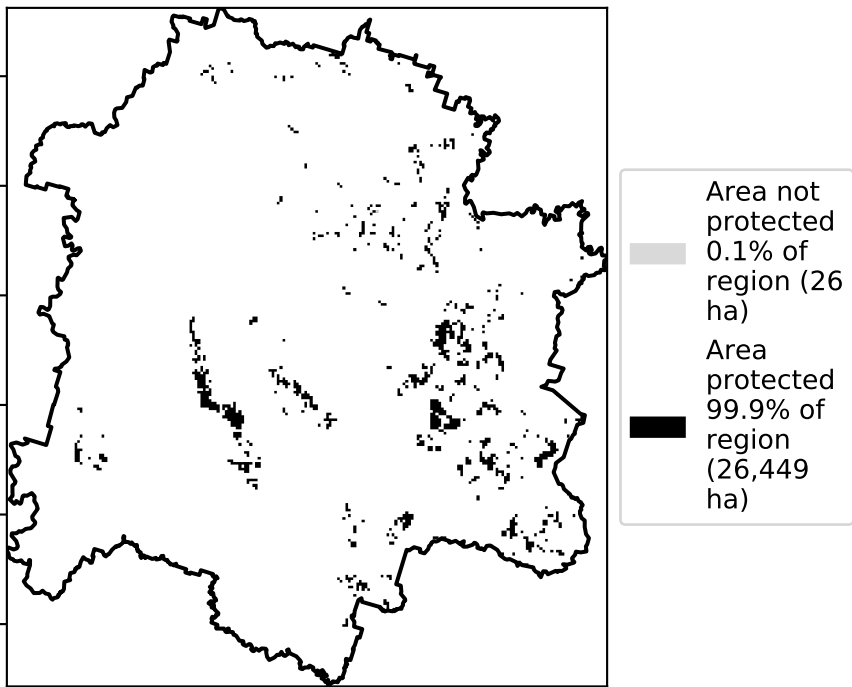 Area not
protected
0.1% of
region (26
ha)
Area
protected
99.9% of
region
(26,449
ha)